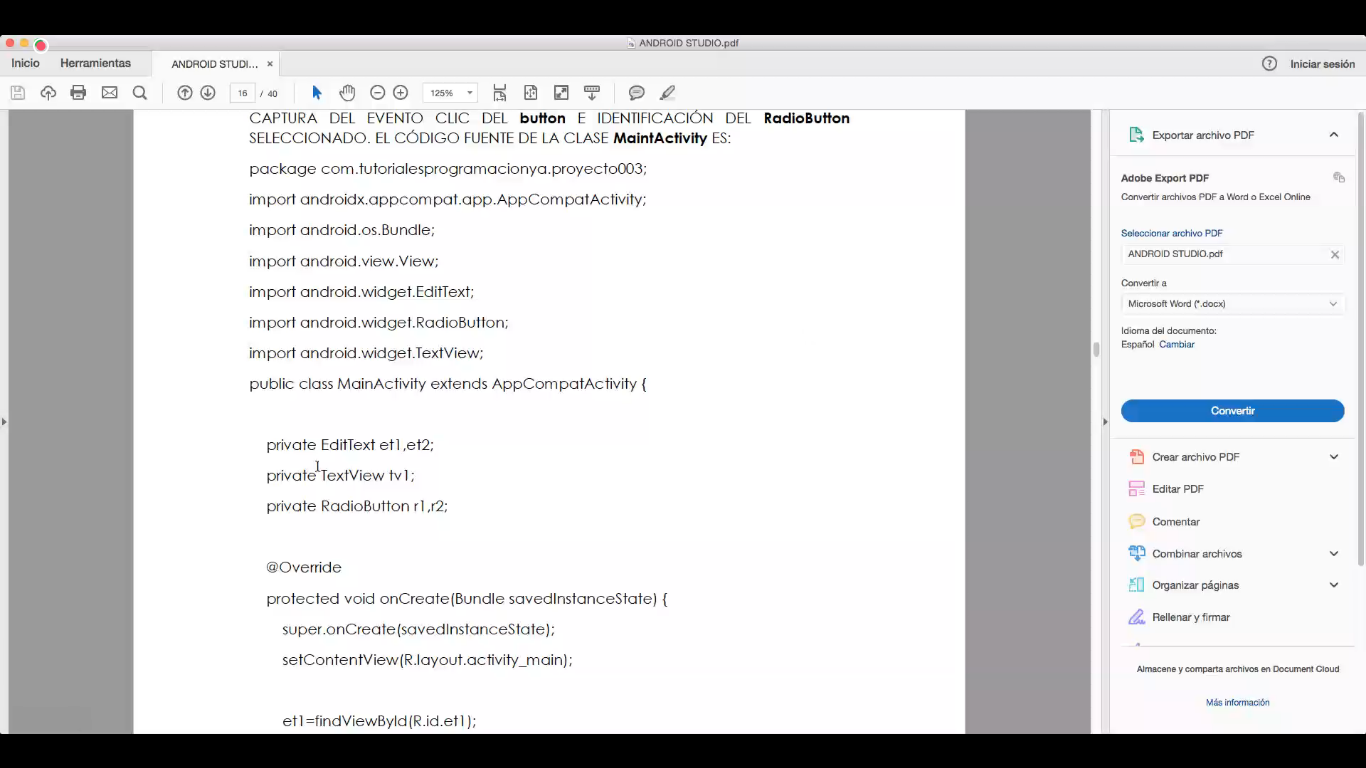 ANDROID STUDIO.pdf
Inicio
Herramientas
ANDROID STUDI... ×
? Iniciar sesión
16 / 40
125%
CAPTURA DEL EVENTO CLIC DEL button E IDENTIFICACIÓN DEL RadioButton
SELECCIONADO. EL CÓDIGO FUENTE DE LA CLASE MaintActivity ES:
package com.tutorialesprogramacionya.proyecto003;
import androidx.appcompat.app.AppCompatActivity;
import android.os.Bundle;
import android.view.View;
import android.widget.EditText;
import android.widget.RadioButton;
import android.widget.TextView;
public class MainActivity extends AppCompatActivity {
private EditText et1,et2;
private TextView tv1;
private RadioButton r1,r2;
@Override
protected void onCreate(Bundle savedInstanceState) {
super.onCreate(savedInstanceState);
setContentView(R.layout.activity_main);
et1=findViewById(R.id.et1);
Exportar archivo PDF
Adobe Export PDF
Convertir archivos PDF a Word o Excel Online
Seleccionar archivo PDF
ANDROID STUDIO.pdf
Convertir a
Microsoft Word (*.docx)
Idioma del documento:
Español Cambiar
Convertir
Crear archivo PDF
Editar PDF
Comentar
Combinar archivos
Organizar páginas
Rellenar y firmar
Almacene y comparta archivos en Document Cloud
Más información